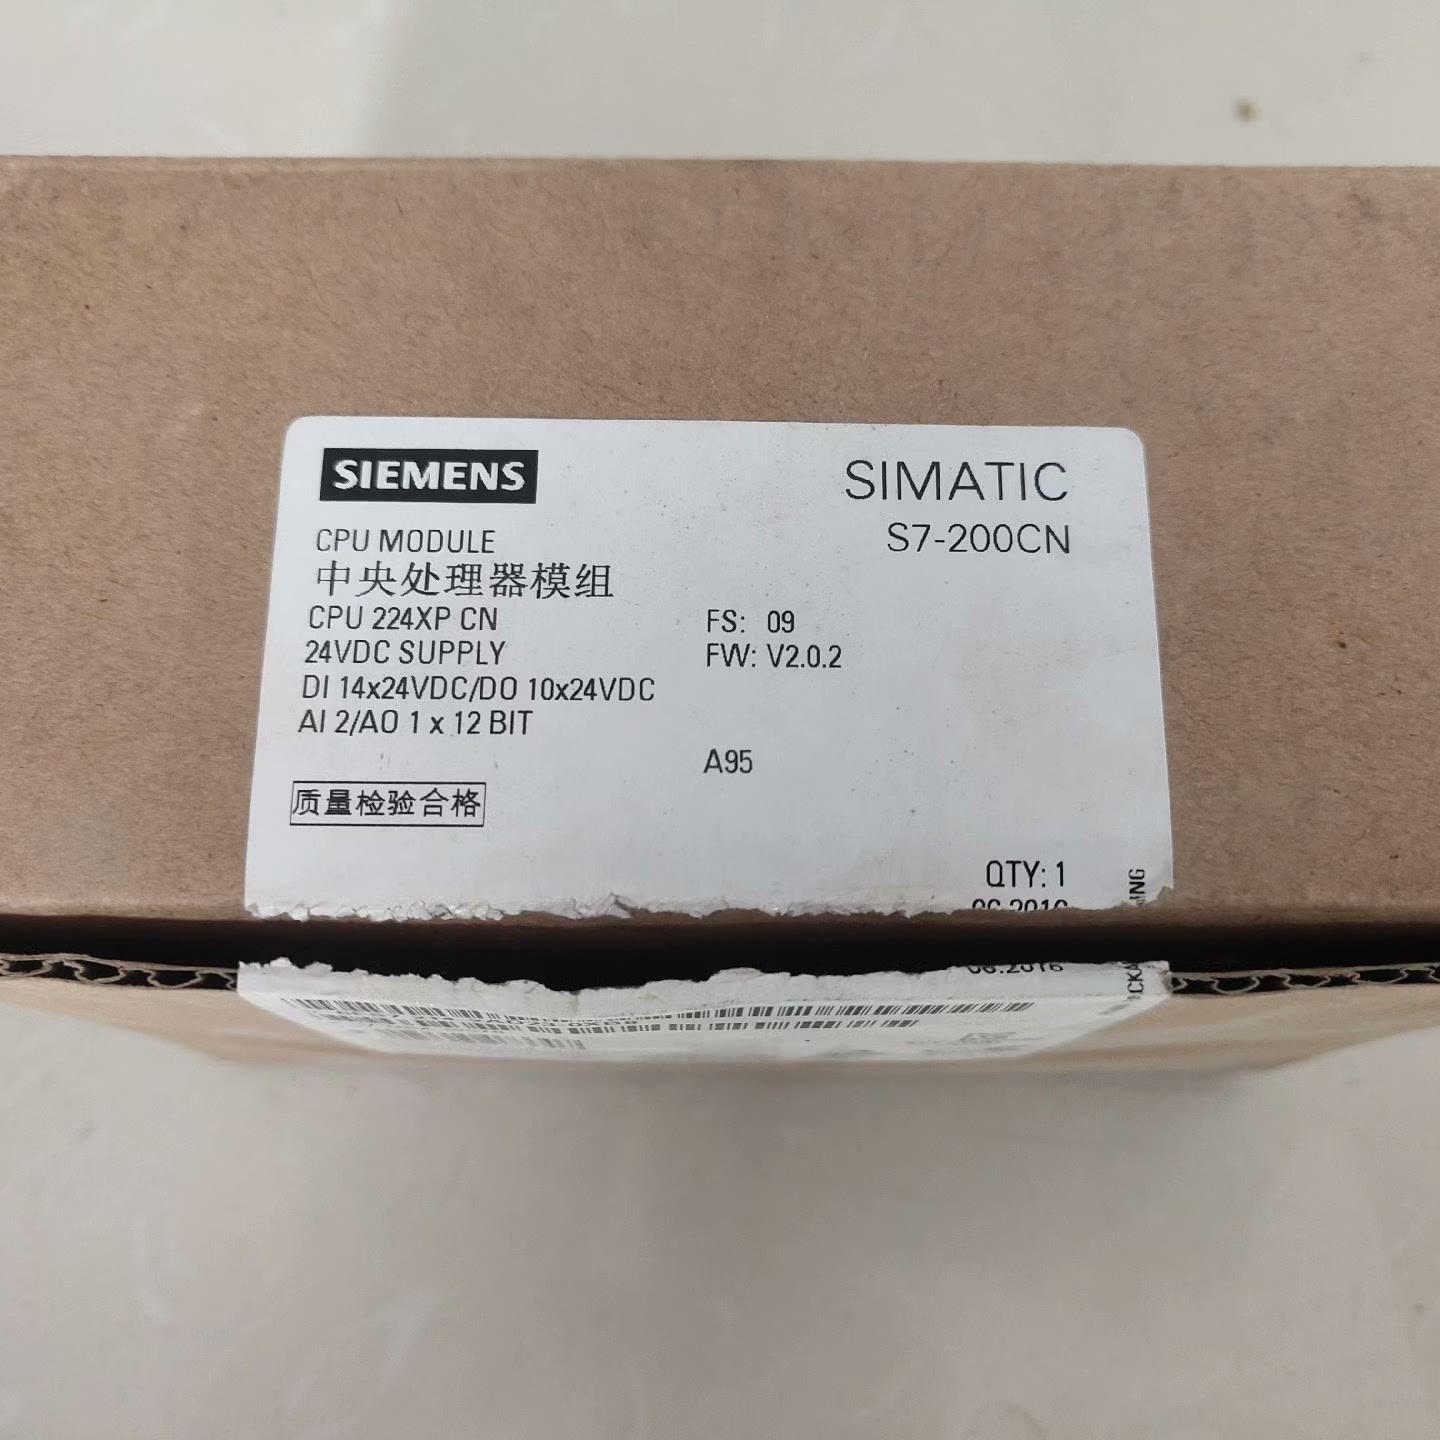 SIEMENS
SIMATIC
S7-200CN
CPU MODULE
中央处理器模组
CPU 224XP CN
FS: 09
24VDC SUPPLY
FW: V2.0.2
DI 14x24VDC/DO 10x24VDC
AI 2/AO 1 x 12 BIT
A95
质量检验合格
QTY: 1
06.2016